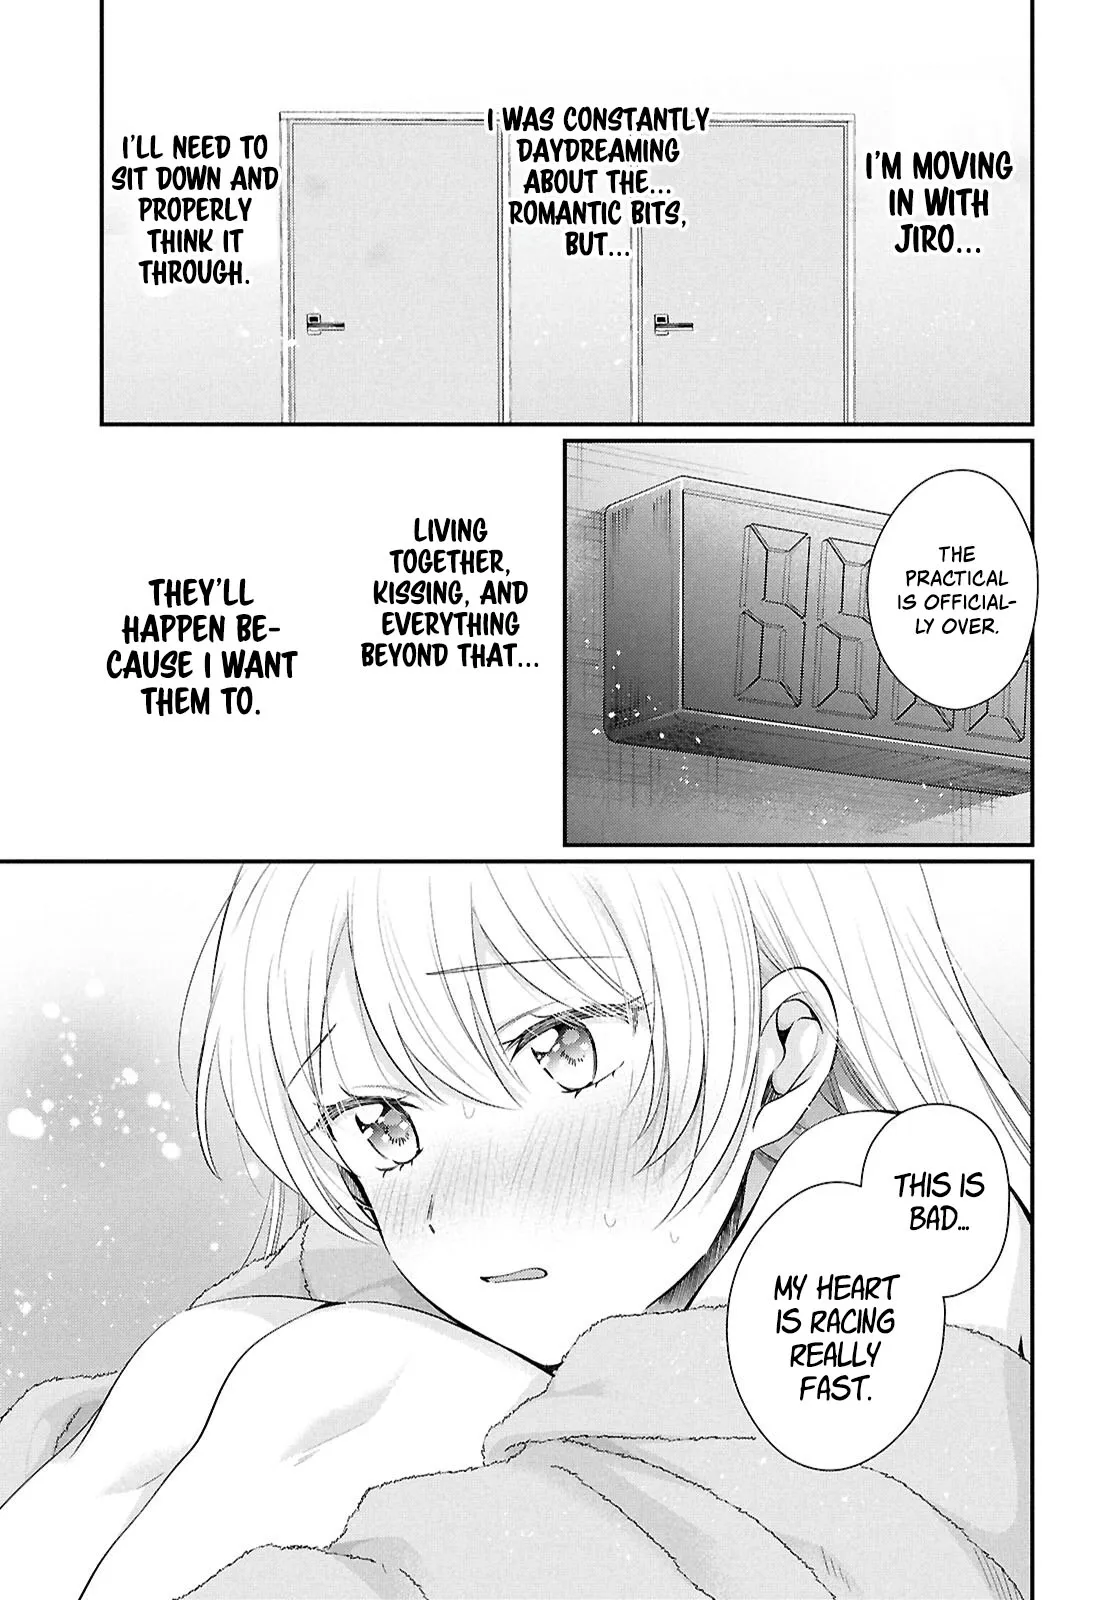 I'M MOVING
IN WITH
JIRO...
I WAS CONSTANTLY
DAYDREAMING
ABOUT THE...
ROMANTIC BITS,
BUT...
I'LL NEED TO
SIT DOWN AND
PROPERLY
THINK IT
THROUGH.
THE
PRACTICAL
IS OFFICIAL-
LY OVER.
LIVING
TOGETHER,
KISSING, AND
EVERYTHING
BEYOND THAT...
THEY'LL
HAPPEN BE-
CAUSE I WANT
THEM TO.
THIS IS
BAD...
MY HEART
IS RACING
REALLY
FAST.